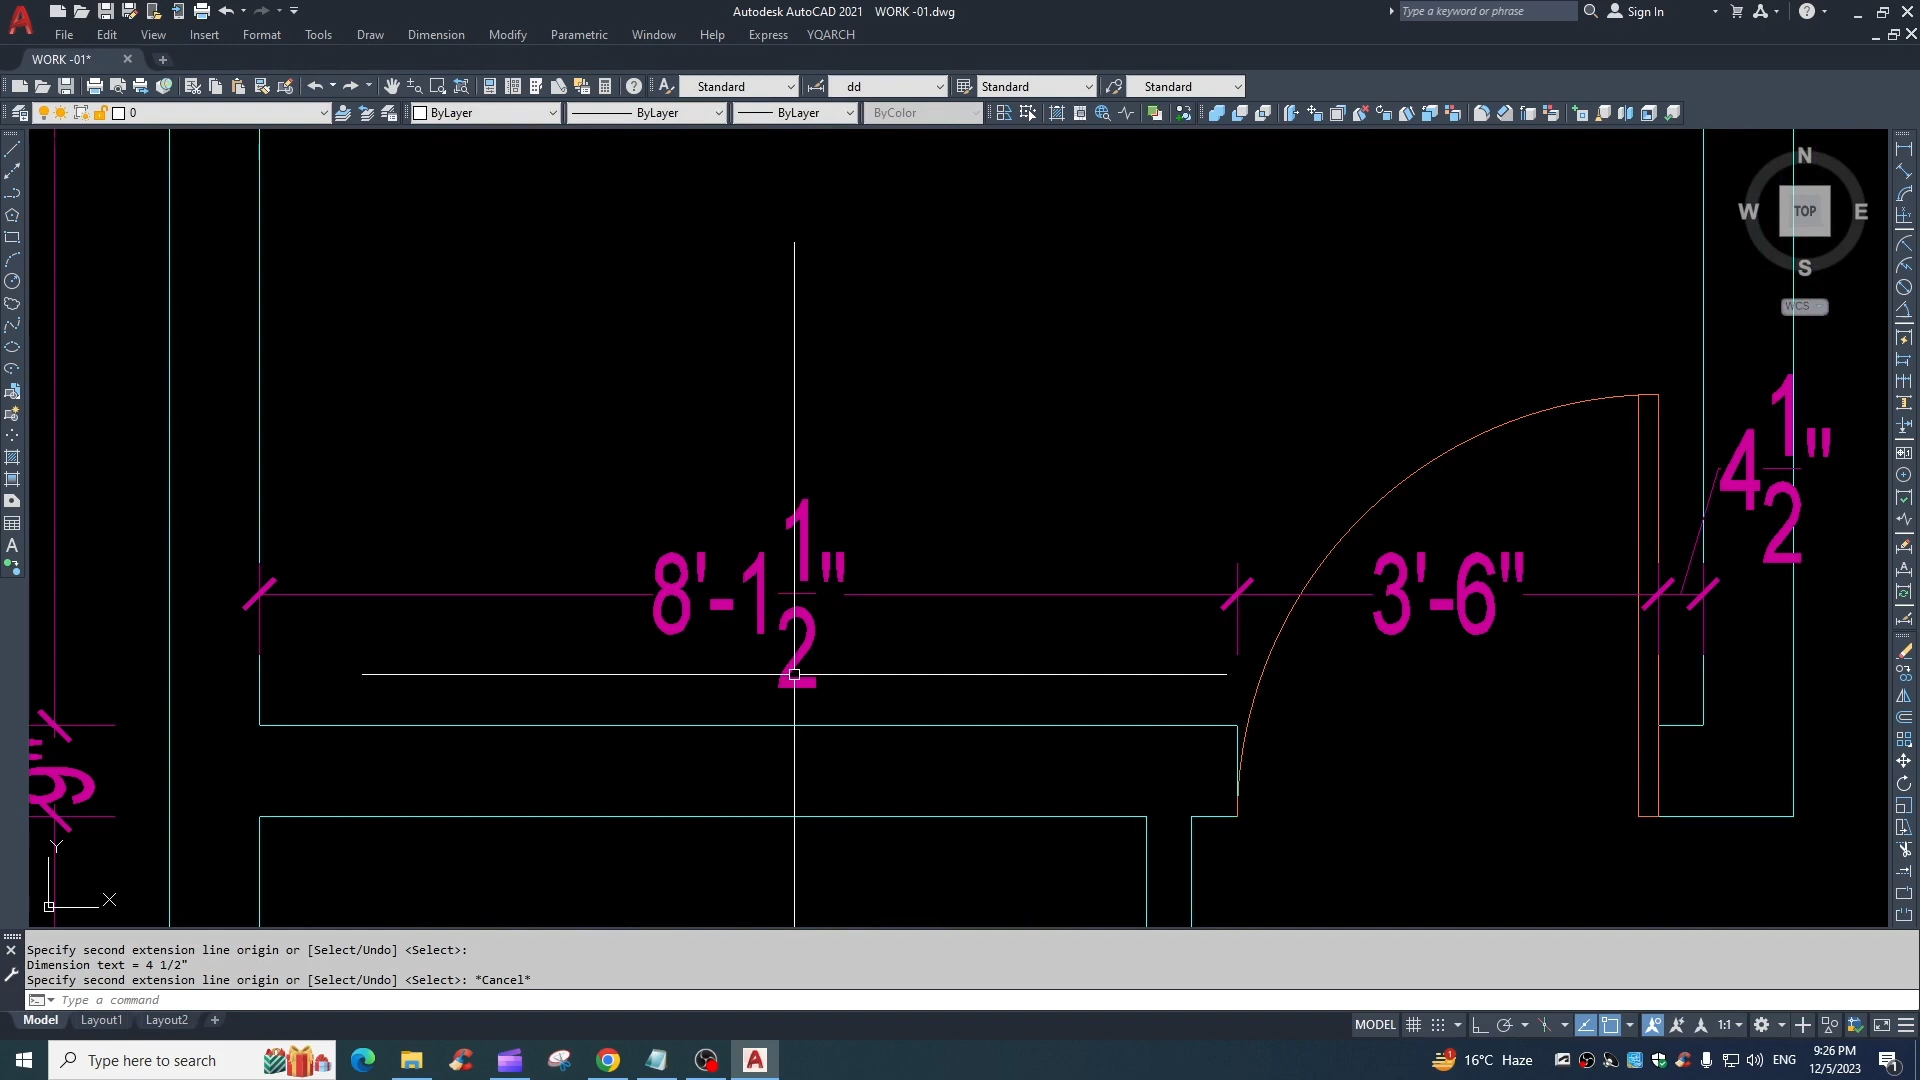 Autodesk AutoCAD 2021 WORK -01.dwg
Type a keyword or phrase
Sign In
File Edit View Insert Format Tools Draw Dimension Modify Parametric Window Help Express YQARCH
WORK -01*
Standard
dd
Standard
Standard
0
ByLayer
ByLayer
ByLayer
ByColor
N
W TOP E
S
WCS
4 1/2"
8'-1 1/2"
3'-6"
Y
X
Specify second extension line origin or [Select/Undo] <Select>:
Dimension text = 4 1/2"
Specify second extension line origin or [Select/Undo] <Select>: *Cancel*
Type a command
Model Layout1 Layout2
MODEL 1:1
Type here to search
16°C Haze
ENG
9:26 PM
12/5/2023
1